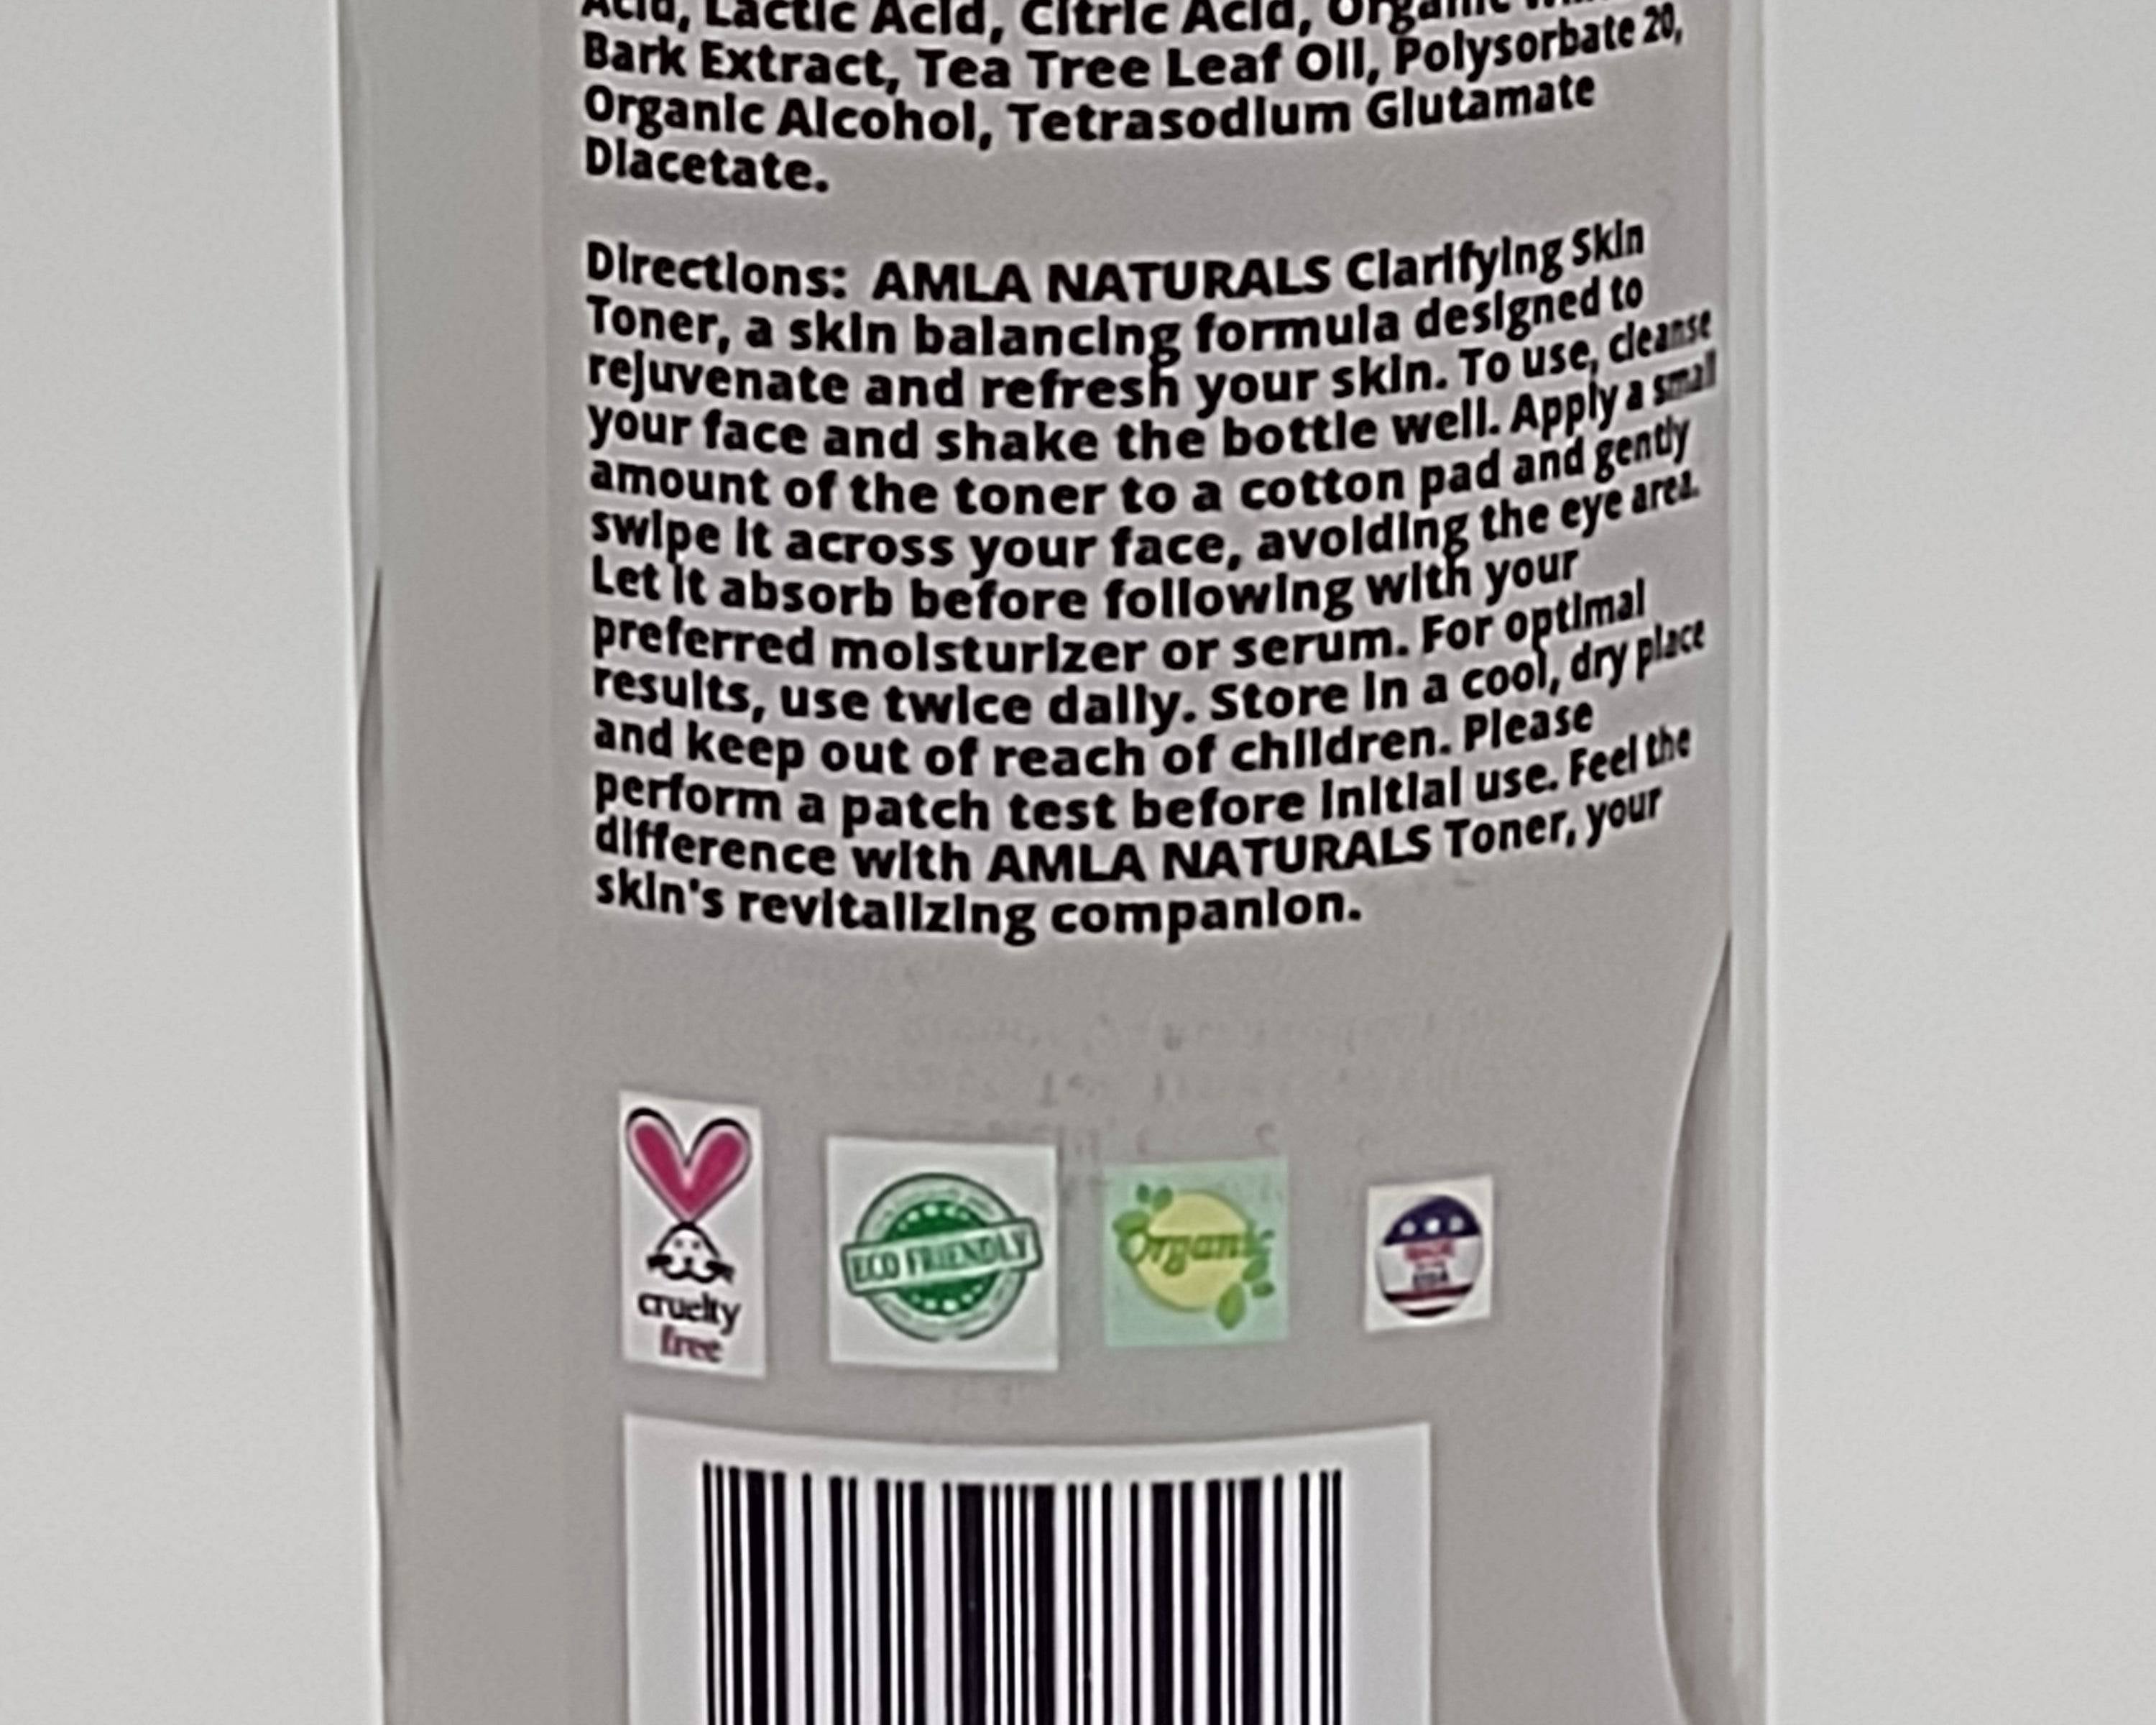 Acid, Lactic Acid, Citric Acid, Organic
Bark Extract, Tea Tree Leaf Oil, Polysorbate 20,
Organic Alcohol, Tetrasodium Glutamate
Diacetate.
Directions: AMLA NATURALS Clarifying Skin
Toner, a skin balancing formula designed to
rejuvenate and refresh your skin. To use, cleanse
your face and shake the bottle well. Apply a small
amount of the toner to a cotton pad and gently
swipe it across your face, avoiding the eye area.
Let it absorb before following with your
preferred moisturizer or serum. For optimal
results, use twice daily. Store in a cool, dry place
and keep out of reach of children. Please
perform a patch test before initial use. Feel the
difference with AMLA NATURALS Toner, your
skin's revitalizing companion.
cruelty
free
ECO FRIENDLY
Organic
MADE
IN THE
USA